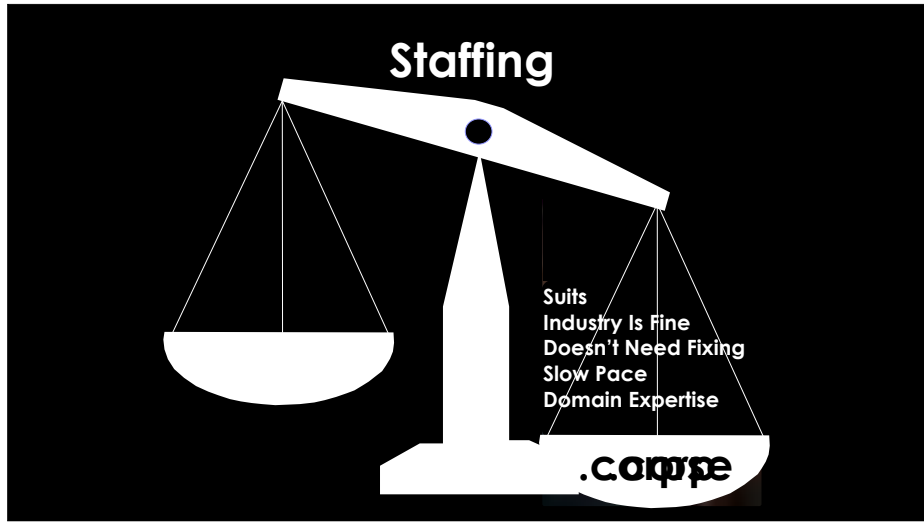 Staffing
Suits
Industry Is Fine
Doesn't Need Fixing
Slow Pace
Domain Expertise